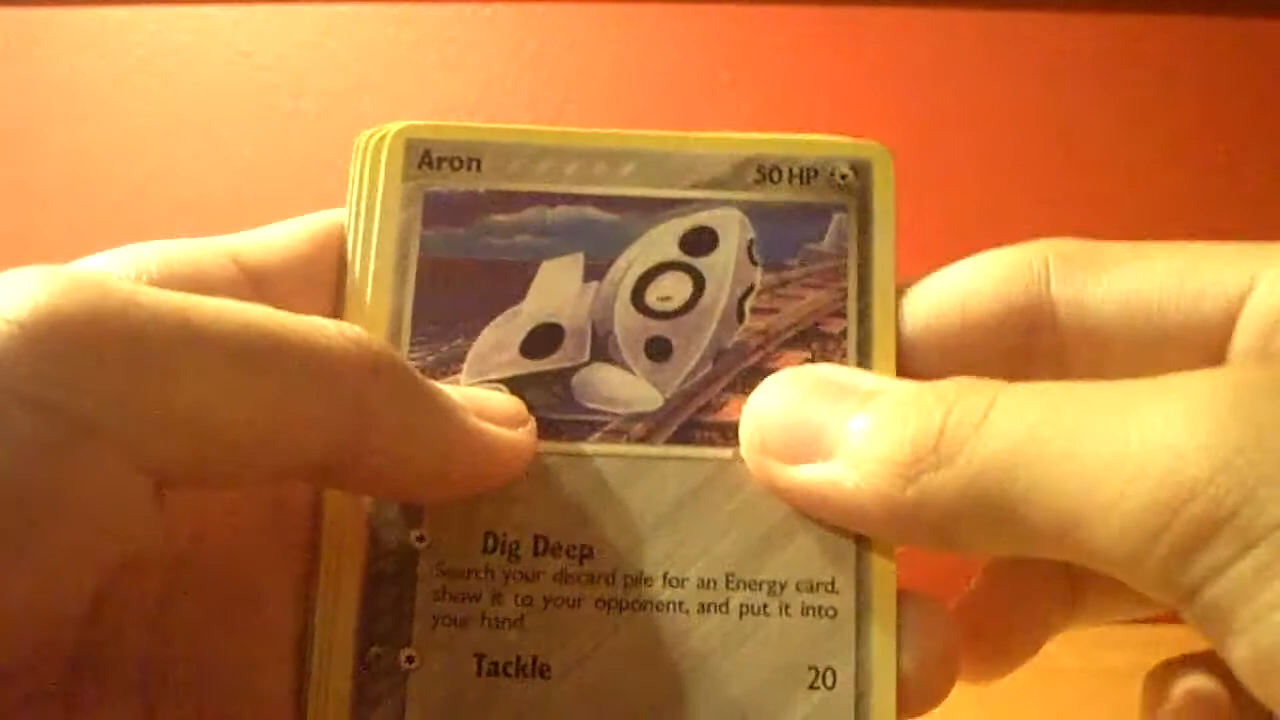 Aron 50 HP
Dig Deep
Search your discard pile for an Energy card,
show it to your opponent, and put it into
your hand.
Tackle 20